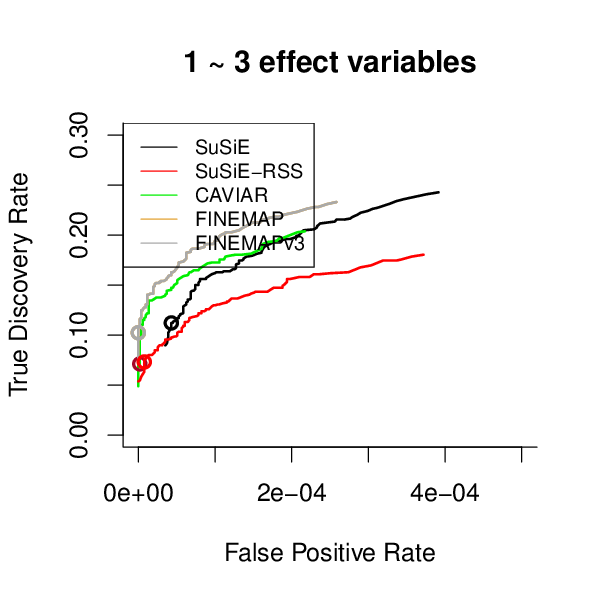 1 ~ 3 effect variables
True Discovery Rate
0.30
0.20
0.10
0.00
SuSiE
SuSiE−RSS
CAVIAR
FINEMAP
FINEMAPv3
0e+00 2e−04 4e−04
False Positive Rate